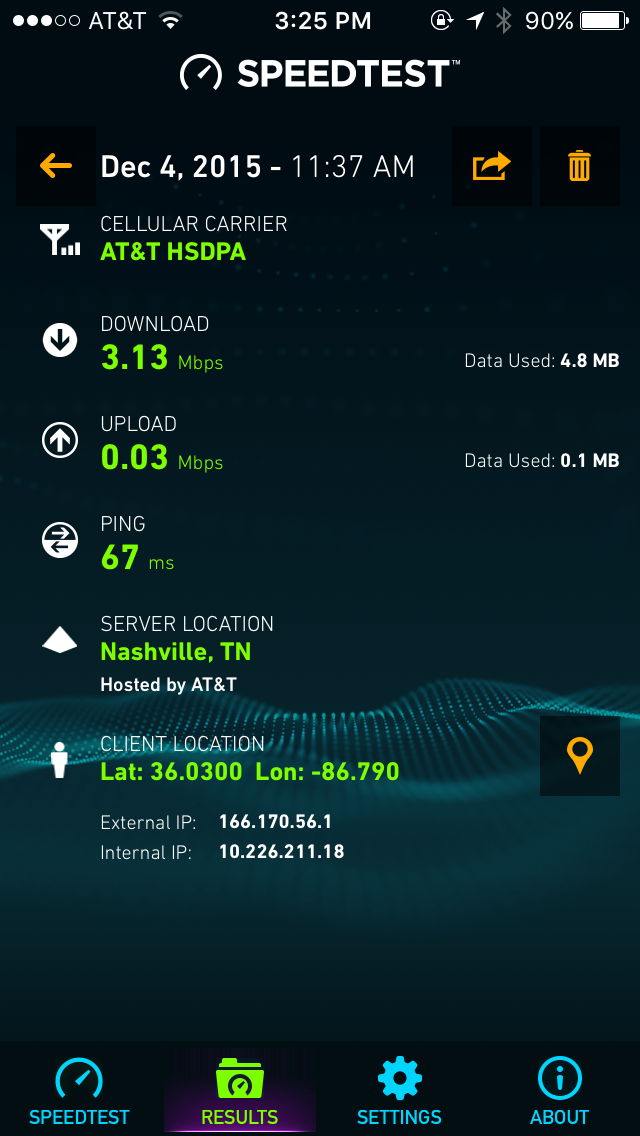 AT&T 3:25 PM 90%
SPEEDTEST™
Dec 4, 2015 - 11:37 AM
CELLULAR CARRIER
AT&T HSDPA
DOWNLOAD
3.13 Mbps Data Used: 4.8 MB
UPLOAD
0.03 Mbps Data Used: 0.1 MB
PING
67 ms
SERVER LOCATION
Nashville, TN
Hosted by AT&T
CLIENT LOCATION
Lat: 36.0300 Lon: -86.790
External IP: 166.170.56.1
Internal IP: 10.226.211.18
SPEEDTEST RESULTS SETTINGS ABOUT